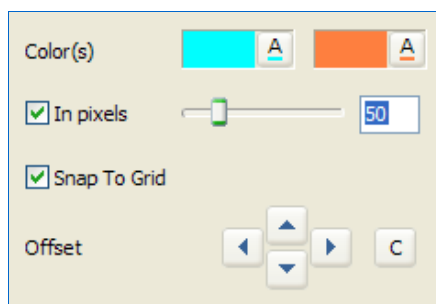 Color(s) A A
In pixels 50
Snap To Grid
Offset C